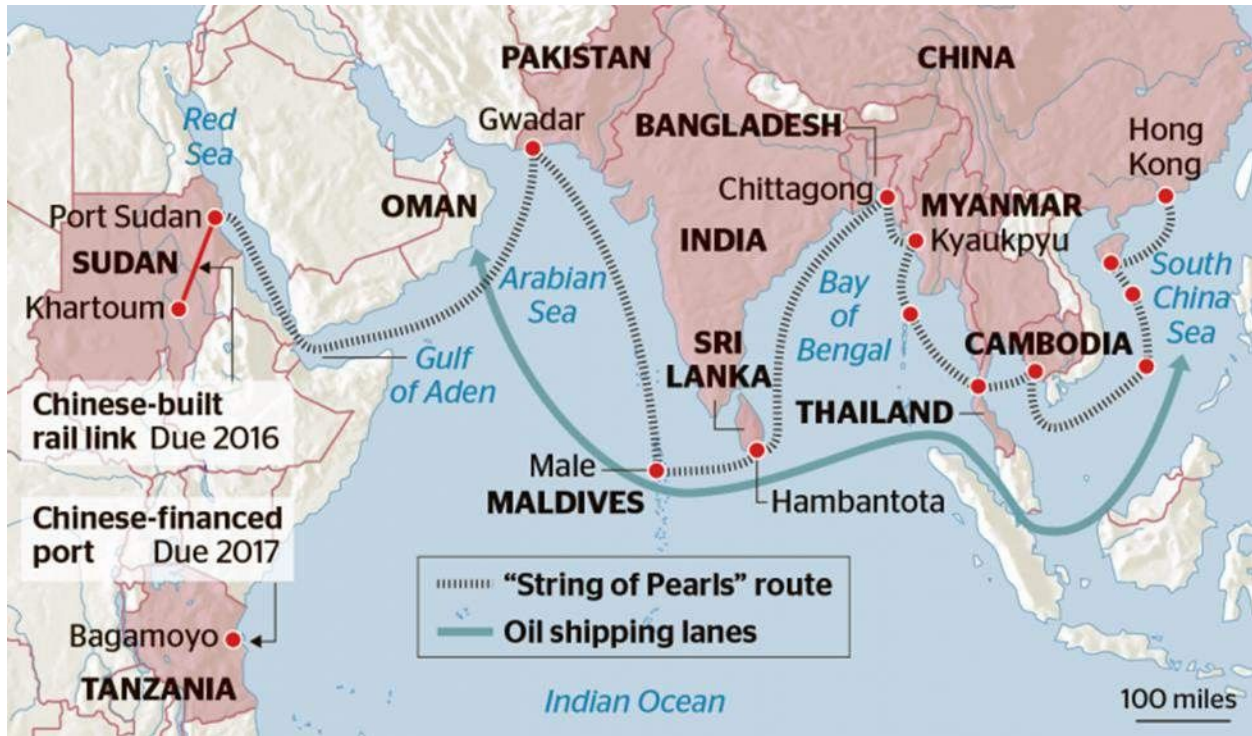 PAKISTAN
CHINA
Gwadar
BANGLADESH
Hong
Kong
Red
Sea
Chittagong
OMAN
MYANMAR
Port Sudan
INDIA
Kyaukpyu
SUDAN
Arabian
Sea
Bay
of
Bengal
South
China
Sea
Khartoum
SRI
LANKA
CAMBODIA
Gulf
of Aden
Chinese-built
rail link Due 2016
THAILAND
Male
MALDIVES
Hambantota
Chinese-financed
port Due 2017
"String of Pearls" route
Oil shipping lanes
Bagamoyo
TANZANIA
Indian Ocean
100 miles